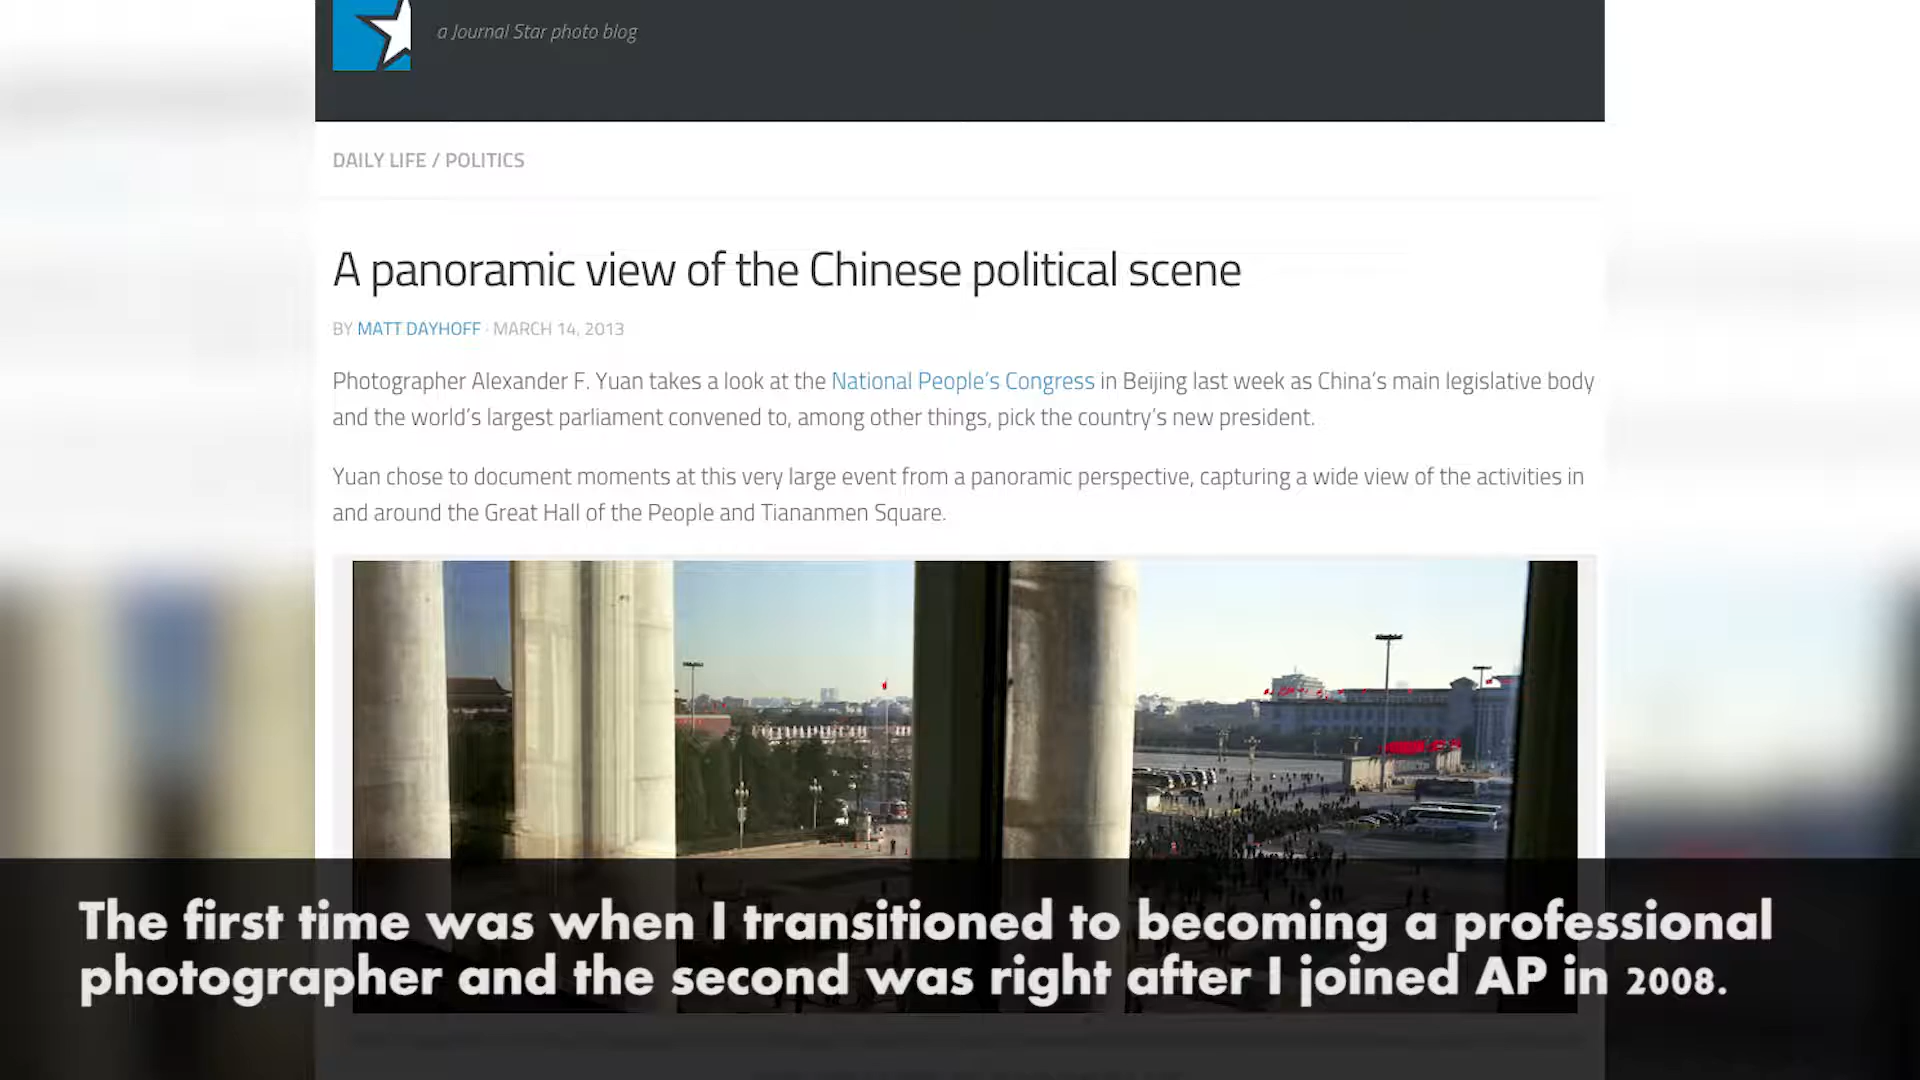 a Journal Star photo blog
DAILY LIFE / POLITICS
A panoramic view of the Chinese political scene
BY MATT DAYHOFF · MARCH 14, 2013
Photographer Alexander F. Yuan takes a look at the National People's Congress in Beijing last week as China's main legislative body
and the world's largest parliament convened to, among other things, pick the country's new president.
Yuan chose to document moments at this very large event from a panoramic perspective, capturing a wide view of the activities in
and around the Great Hall of the People and Tiananmen Square.
The first time was when I transitioned to becoming a professional
photographer and the second was right after I joined AP in 2008.